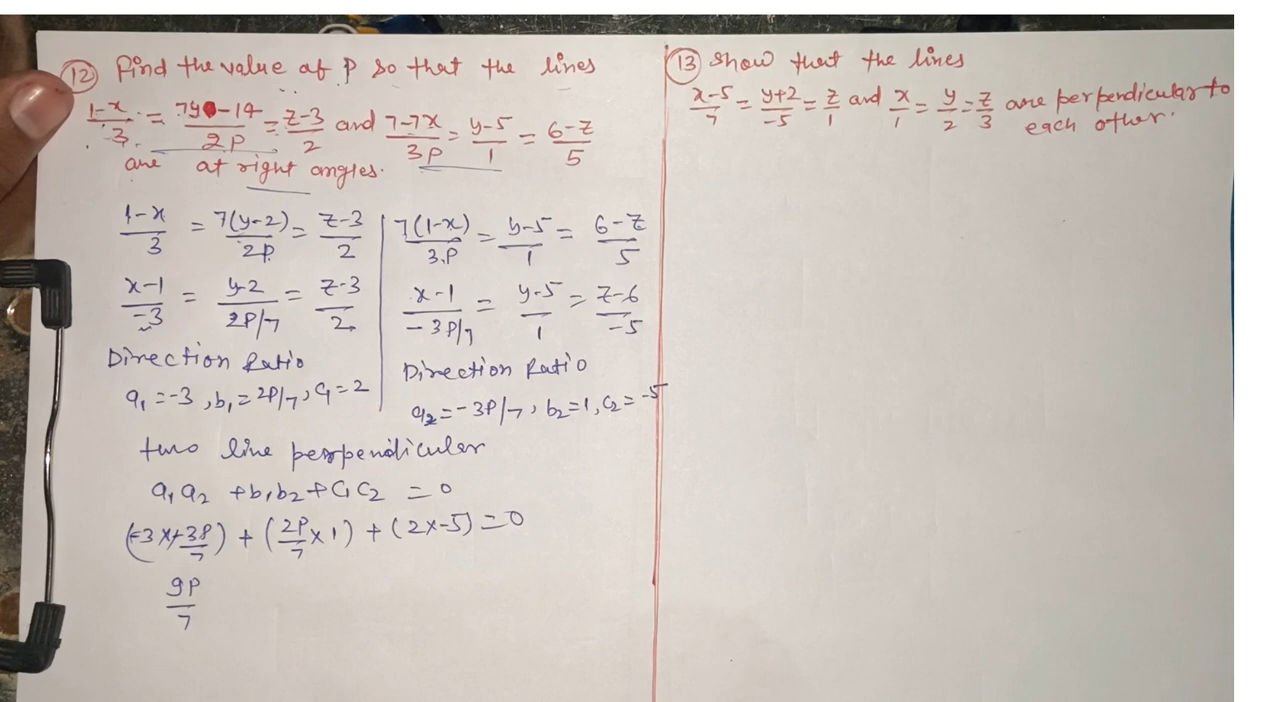 (12) Find the value of P so that the lines
1-x/3 = 7y-14/2P = z-3/2 and 7-7x/3P = y-5/1 = 6-z/5
are at right angles.
1-x/3 = 7(y-2)/2P = z-3/2
x-1/-3 = y-2/2P/7 = z-3/2
Direction Ratio
a₁ = -3, b₁ = 2P/7, c₁ = 2
7(1-x)/3P = y-5/1 = 6-z/5
x-1/-3P/7 = y-5/1 = z-6/-5
Direction Ratio
a₂ = -3P/7, b₂ = 1, c₂ = -5
two line perpendicular
a₁a₂ + b₁b₂ + c₁c₂ = 0
(-3x-3P/7) + (2P/7 x 1) + (2x-5) = 0
9P/7
(13) show that the lines
x-5/7 = y+2/-5 = z/1 and x/1 = y/2 = z/3 are perpendicular to
each other.